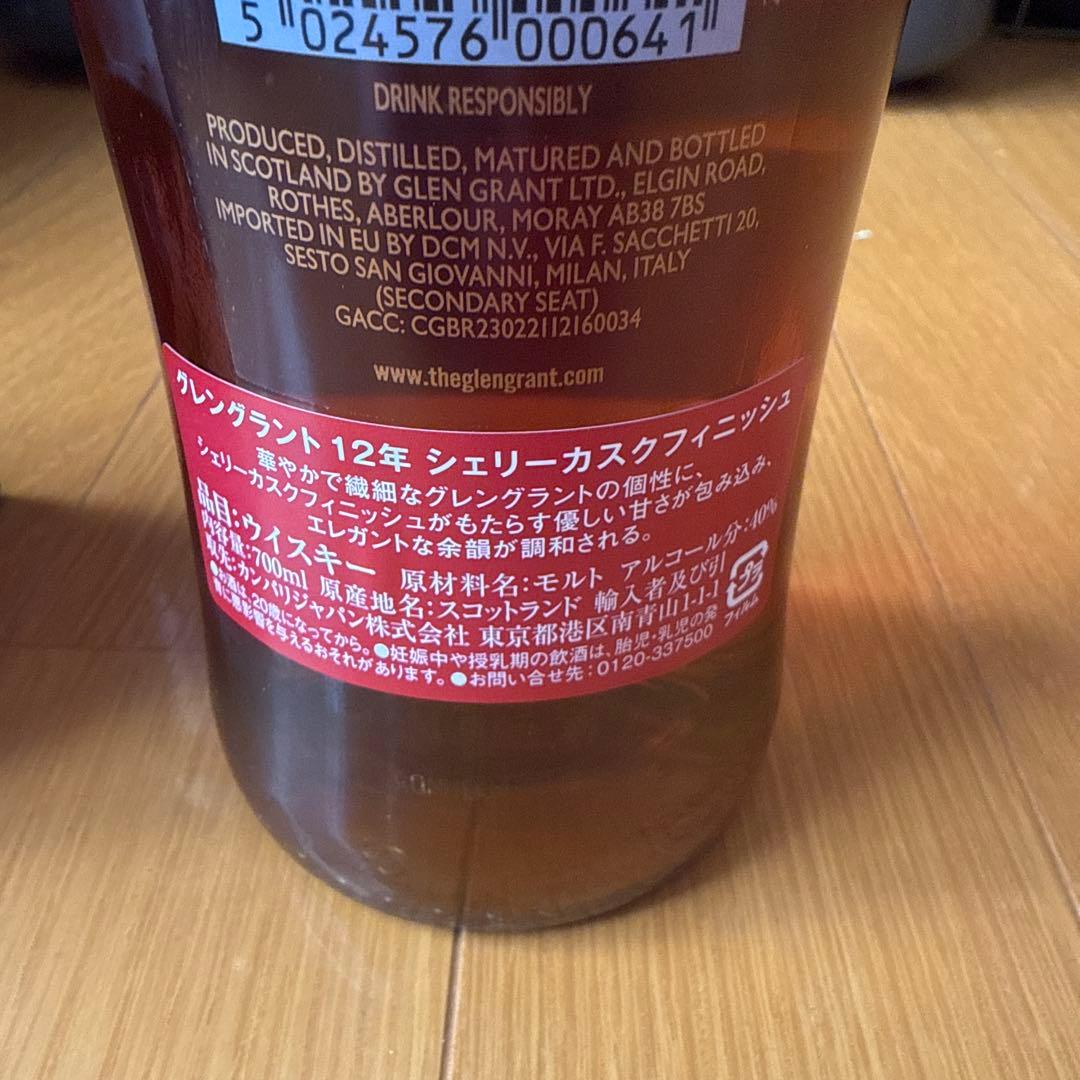 5 024576 000641
DRINK RESPONSIBLY
PRODUCED, DISTILLED, MATURED AND BOTTLED
IN SCOTLAND BY GLEN GRANT LTD., ELGIN ROAD,
ROTHES, ABERLOUR, MORAY AB38 7BS
IMPORTED IN EU BY DCM N.V., VIA F. SACCHETTI 20,
SESTO SAN GIOVANNI, MILAN, ITALY
(SECONDARY SEAT)
GACC: CGBR23022112160034
www.theglengrant.com
グレングラント 12年 シェリーカスクフィニッシュ
華やかで繊細なグレングラントの個性に、
シェリーカスクフィニッシュがもたらす優しい甘さが包み込み、
エレガントな余韻が調和される。
品目:ウイスキー 原材料名:モルト アルコール分:40%
内容量:700ml 原産地名:スコットランド 輸入者及び引
取先:カンパリジャパン株式会社 東京都港区南青山1-1-1
●お酒は、20歳になってから。●妊娠中や授乳期の飲酒は、胎児・乳児の発
育に悪影響を与えるおそれがあります。●お問い合せ先:0120-337500
フィルム